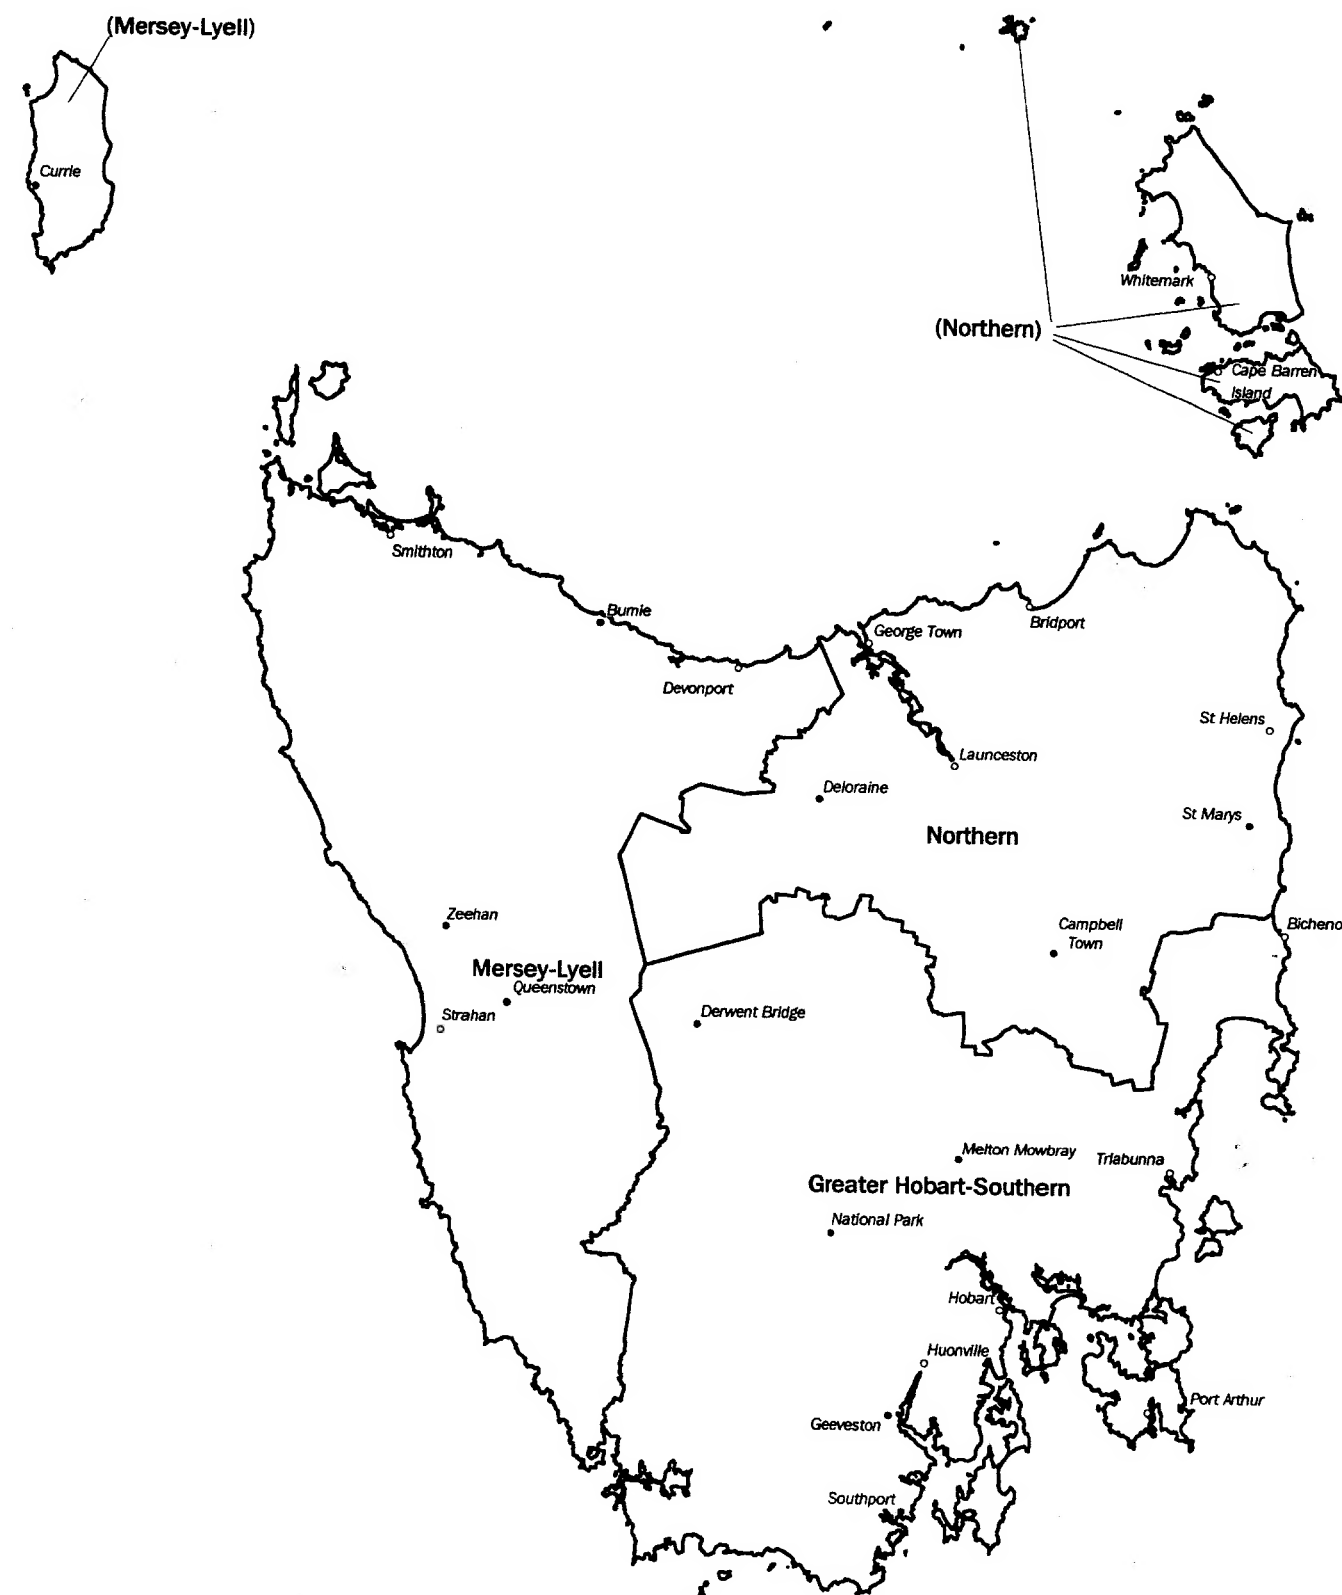 (Mersey-Lyell)
Currie
Whitemark
(Northern)
Cape Barren
Island
Smithton
Burnie
George Town
Bridport
Devonport
St Helens
Launceston
Deloraine
St Marys
Northern
Zeehan
Campbell
Town
Bicheno
Mersey-Lyell
Queenstown
Strahan
Derwent Bridge
Melton Mowbray
Triabunna
Greater Hobart-Southern
National Park
Hobart
Huonville
Port Arthur
Geeveston
Southport